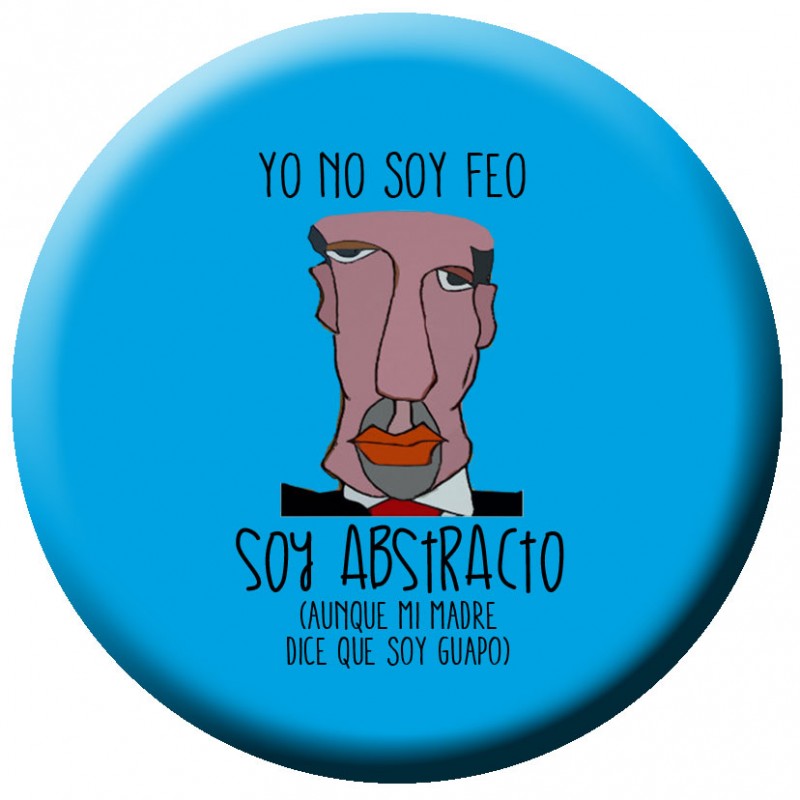 YO NO SOY FEO
SOY ABSTRACTO
(AUNQUE MI MADRE
DICE QUE SOY GUAPO)